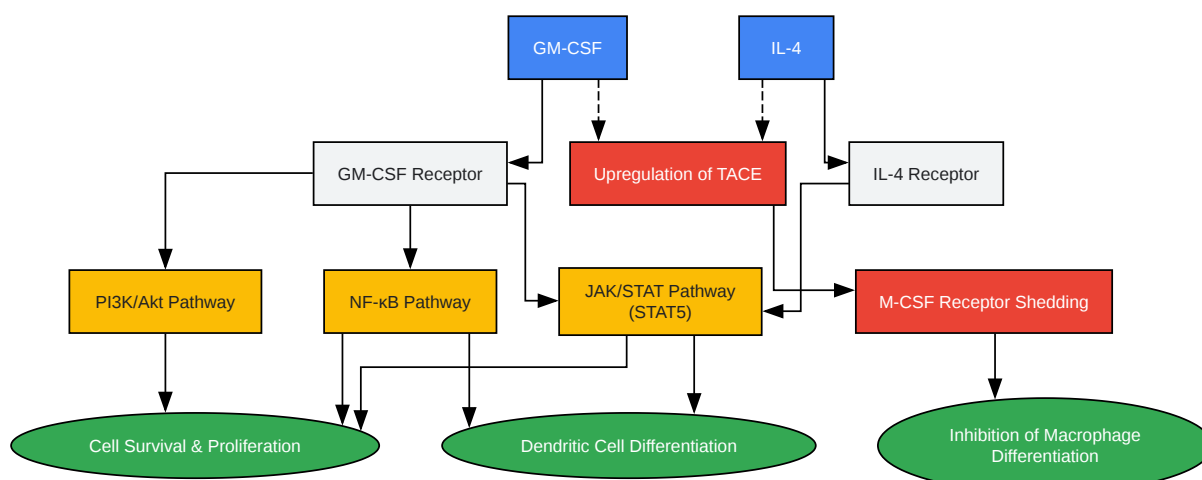 GM-CSF
IL-4
GM-CSF Receptor
Upregulation of TACE
IL-4 Receptor
PI3K/Akt Pathway
NF-κB Pathway
JAK/STAT Pathway
(STAT5)
M-CSF Receptor Shedding
Cell Survival & Proliferation
Dendritic Cell Differentiation
Inhibition of Macrophage
Differentiation